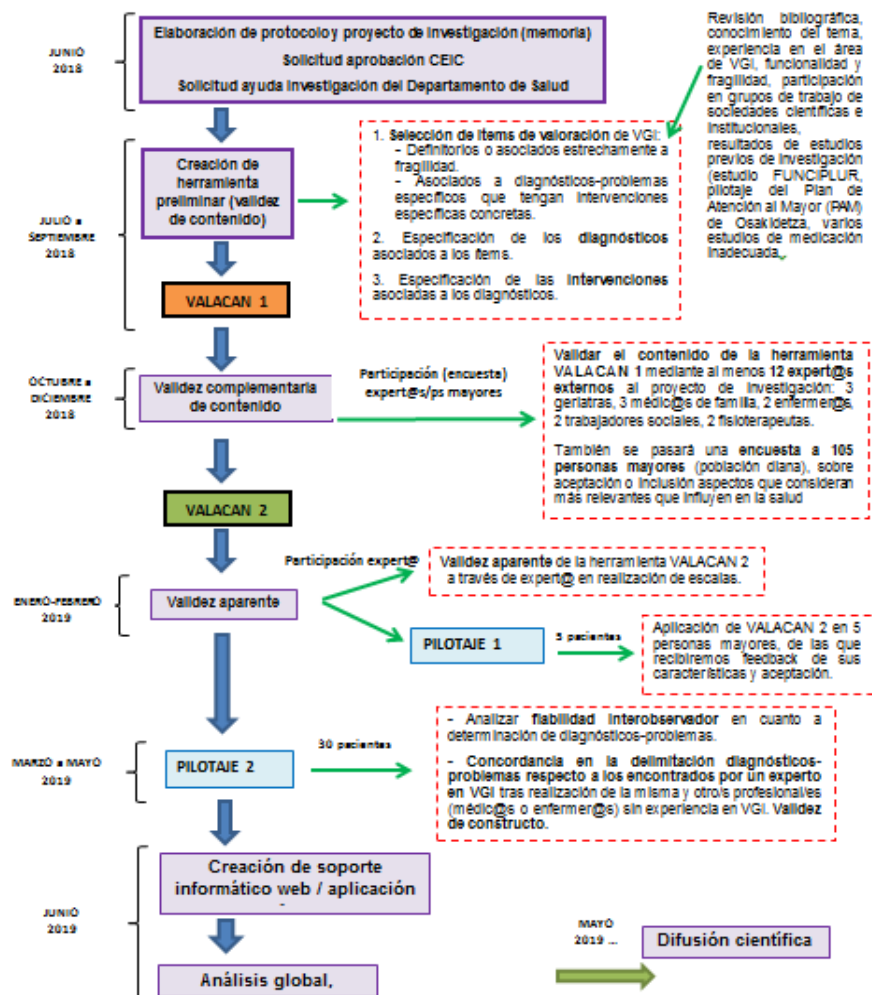 JUNIO
2018
Elaboración de protocolo y proyecto de investigación (memoria)
Solicitud aprobación CEIC
Solicitud ayuda investigación del Departamento de Salud
Revisión bibliográfica,
conocimiento del tema,
experiencia en el área
de VGI, funcionalidad y
fragilidad, participación
en grupos de trabajo de
sociedades científicas e
institucionales,
resultados de estudios
previos de investigación
(estudio FUNCIPLUR,
pilotaje del Plan de
Atención al Mayor (PAM)
de Osakidetza, varios
estudios de medicación
inadecuada.
JULIO a
SEPTIEMBRE
2018
Creación de
herramienta
preliminar (validez
de contenido)
1. Selección de ítems de valoración de VGI:
- Definitorios o asociados estrechamente a
fragilidad.
- Asociados a diagnósticos-problemas
específicos que tengan intervenciones
específicas concretas.
2. Especificación de los diagnósticos
asociados a los ítems.
3. Especificación de las intervenciones
asociadas a los diagnósticos.
VALACAN 1
OCTUBRE a
DICIEMBRE
2018
Validez complementaria
de contenido
Participación (encuesta)
expert@s/ps mayores
Validar el contenido de la herramienta
VALACAN 1 mediante al menos 12 expert@s
externos al proyecto de investigación: 3
geriatras, 3 médic@s de familia, 2 enfermer@s,
2 trabajadores sociales, 2 fisioterapeutas.
También se pasará una encuesta a 105
personas mayores (población diana), sobre
aceptación o inclusión aspectos que consideran
más relevantes que influyen en la salud
VALACAN 2
ENERO-FEBRERO
2019
Validez aparente
Participación expert@
Validez aparente de la herramienta VALACAN 2
a través de expert@ en realización de escalas.
PILOTAJE 1
5 pacientes
Aplicación de VALACAN 2 en 5
personas mayores, de las que
recibiremos feedback de sus
características y aceptación.
MARZO a MAYO
2019
PILOTAJE 2
30 pacientes
- Analizar fiabilidad interobservador en cuanto a
determinación de diagnósticos-problemas.
- Concordancia en la delimitación diagnósticos-
problemas respecto a los encontrados por un experto
en VGI tras realización de la misma y otro/s profesional/es
(médic@s o enfermer@s) sin experiencia en VGI. Validez
de constructo.
JUNIO
2019
Creación de soporte
informático web / aplicación
-
Análisis global,
MAYO
2019 ...
Difusión científica